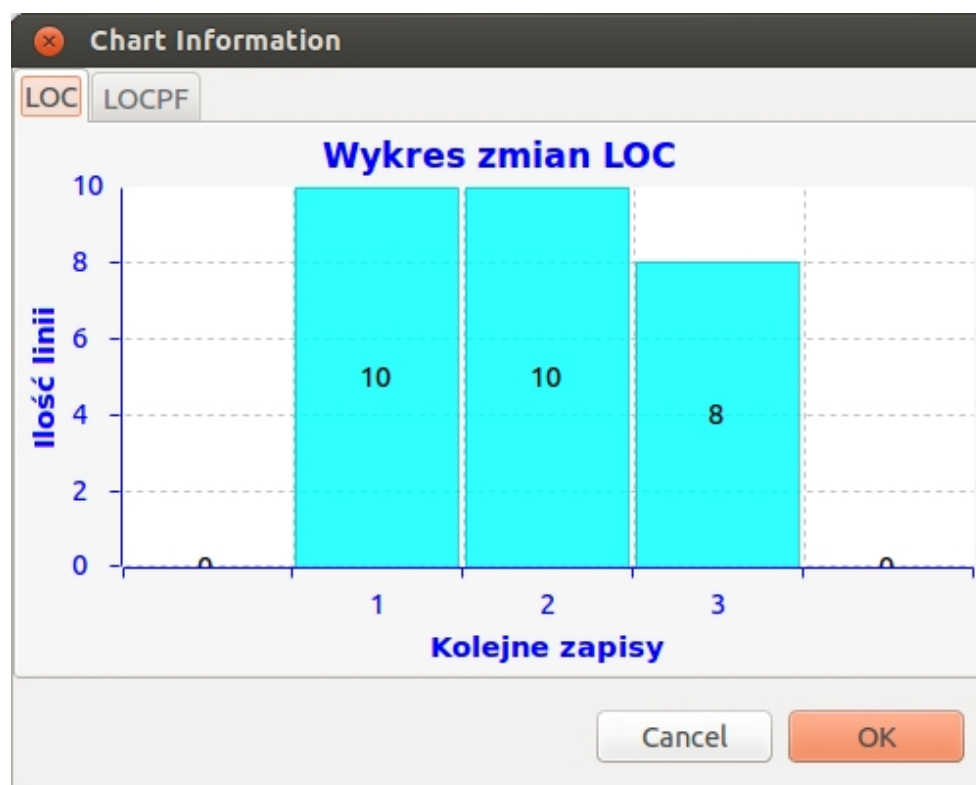 Chart Information
LOC LOCPF
Wykres zmian LOC
10
8
6
4
2
0
Ilość linii
0
10
10
8
0
1 2 3
Kolejne zapisy
Cancel OK